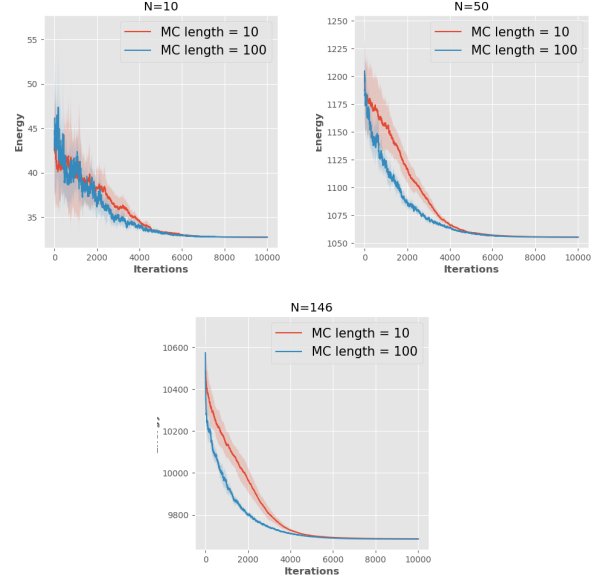 N=10
MC length = 10
MC length = 100
55
50
45
40
35
Energy
0 2000 4000 6000 8000 10000
Iterations
N=50
MC length = 10
MC length = 100
1250
1225
1200
1175
1150
1125
1100
1075
1050
Energy
0 2000 4000 6000 8000 10000
Iterations
N=146
MC length = 10
MC length = 100
10600
10400
10200
10000
9800
0 2000 4000 6000 8000 10000
Iterations